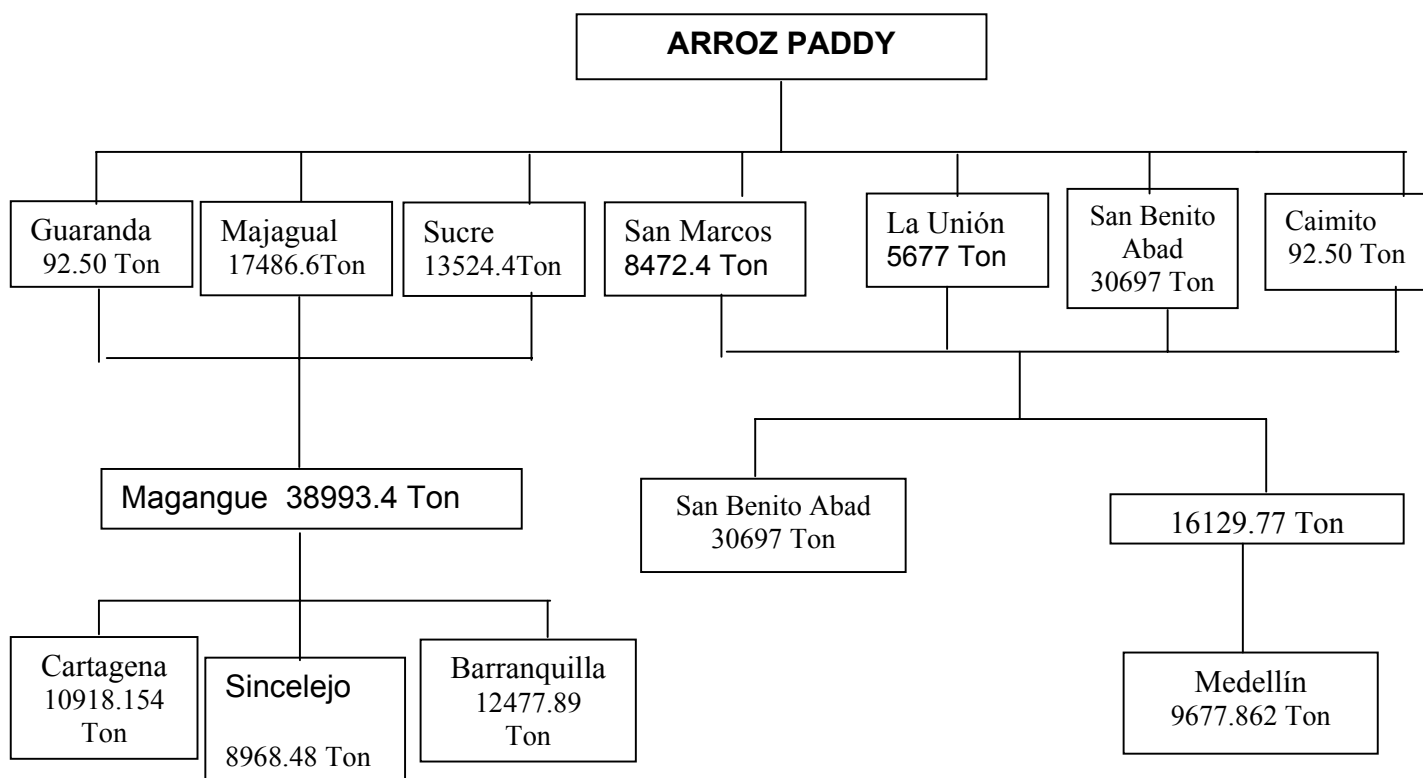 ARROZ PADDY
Guaranda
92.50 Ton
Majagual
17486.6Ton
Sucre
13524.4Ton
San Marcos
8472.4 Ton
La Unión
5677 Ton
San Benito
Abad
30697 Ton
Caimito
92.50 Ton
Magangue 38993.4 Ton
San Benito Abad
30697 Ton
16129.77 Ton
Cartagena
10918.154
Ton
Sincelejo
8968.48 Ton
Barranquilla
12477.89
Ton
Medellín
9677.862 Ton